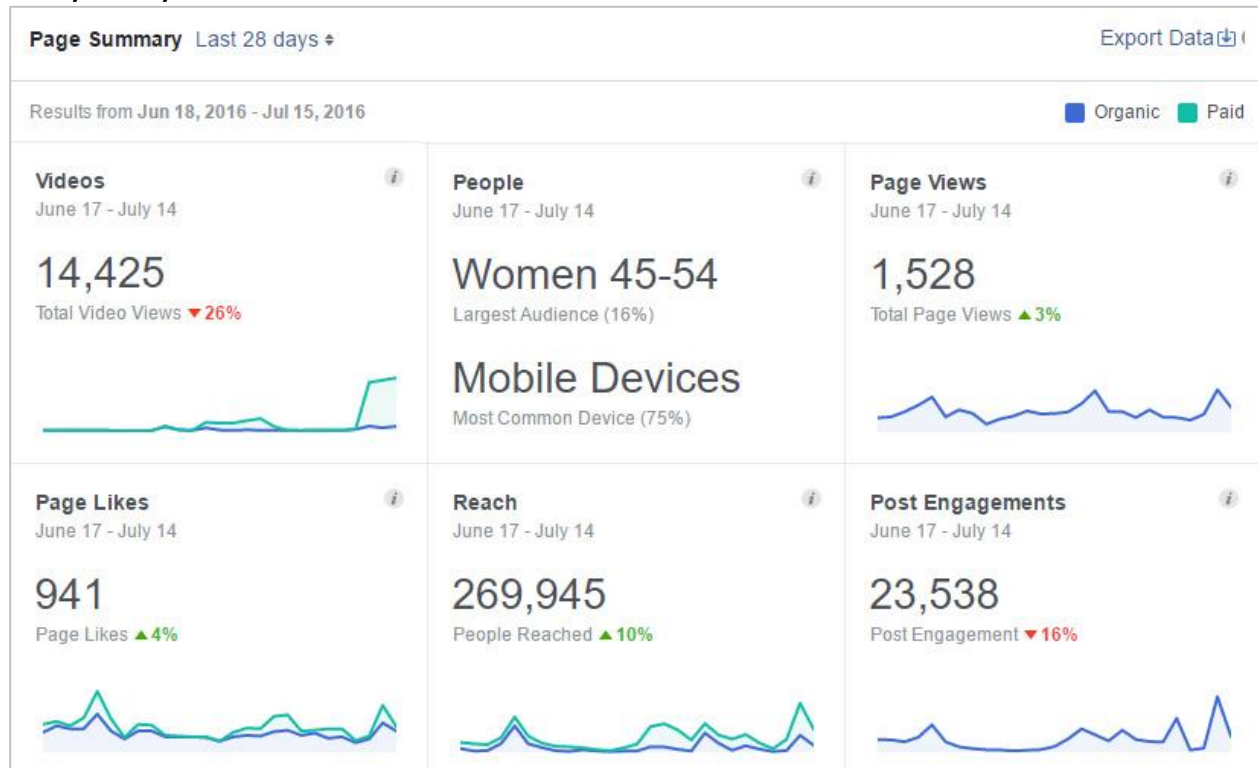 Page Summary Last 28 days
Export Data
Results from Jun 18, 2016 - Jul 15, 2016
Organic Paid
Videos
June 17 - July 14
14,425
Total Video Views ▼26%
People
June 17 - July 14
Women 45-54
Largest Audience (16%)
Mobile Devices
Most Common Device (75%)
Page Views
June 17 - July 14
1,528
Total Page Views ▲3%
Page Likes
June 17 - July 14
941
Page Likes ▲4%
Reach
June 17 - July 14
269,945
People Reached ▲10%
Post Engagements
June 17 - July 14
23,538
Post Engagement ▼16%